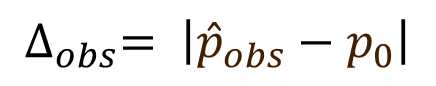 Δ_obs = |p̂_obs − p_0|